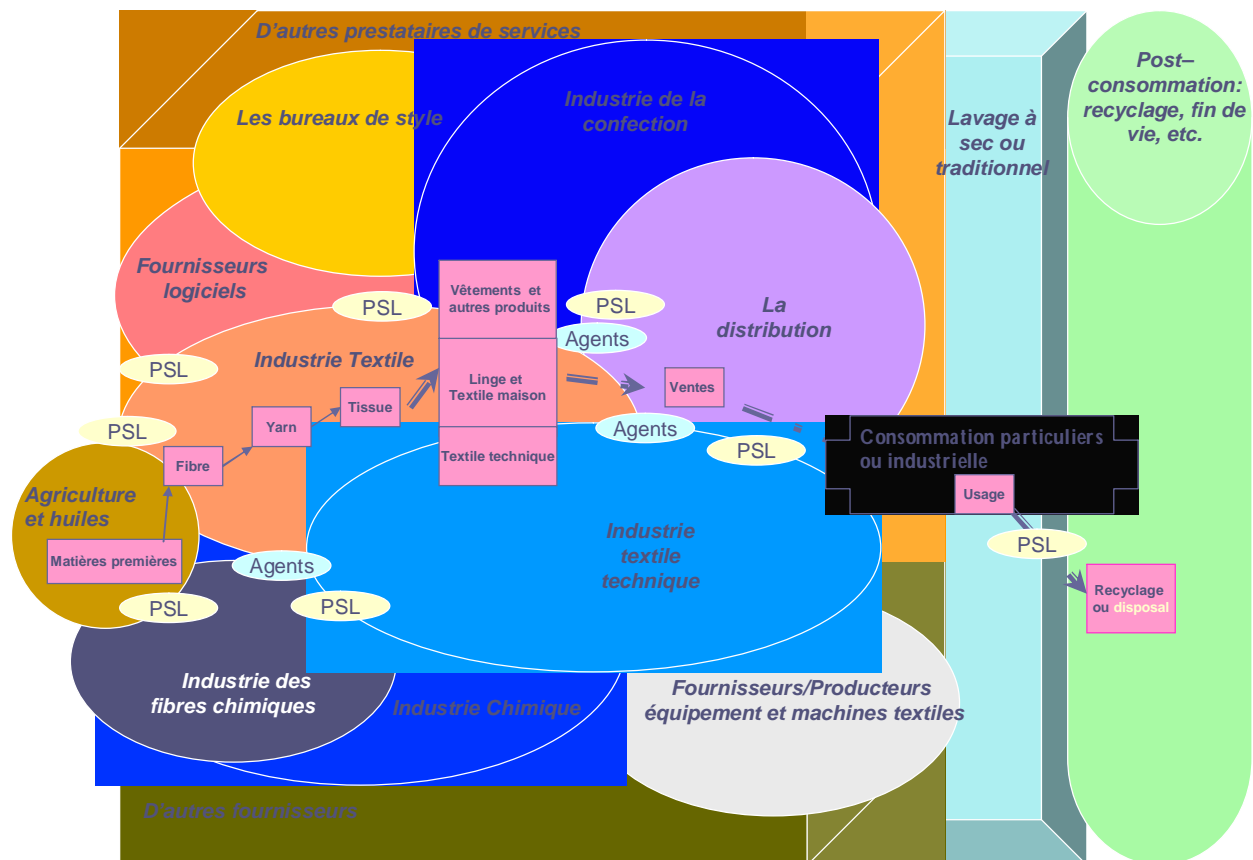 D'autres prestataires de services
Les bureaux de style
Industrie de la
confection
Lavage à
sec ou
traditionnel
Post–
consommation:
recyclage, fin de
vie, etc.
Fournisseurs
logiciels
PSL
Vêtements et
autres produits
PSL
Agents
La
distribution
PSL
Industrie Textile
Linge et
Textile maison
Ventes
Tissue
Yarn
PSL
Agents
PSL
Consommation particuliers
ou industrielle
Fibre
Textile technique
Usage
Agriculture
et huiles
Matières premières
Industrie
textile
technique
PSL
Agents
PSL
PSL
Recyclage
ou disposal
Industrie des
fibres chimiques
Industrie Chimique
Fournisseurs/Producteurs
équipement et machines textiles
D'autres fournisseurs